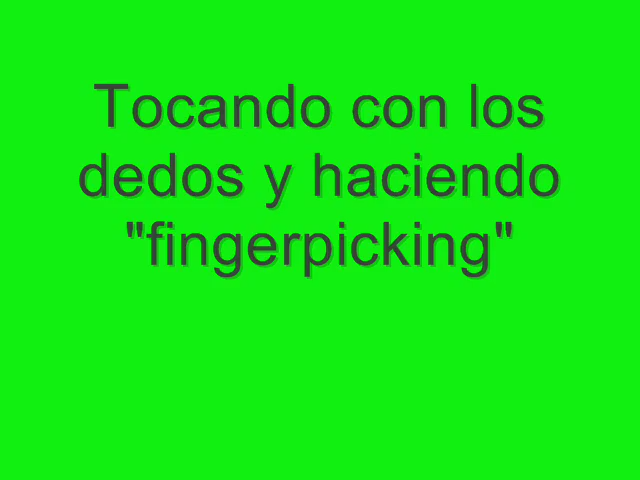 Tocando con los
dedos y haciendo
"fingerpicking"